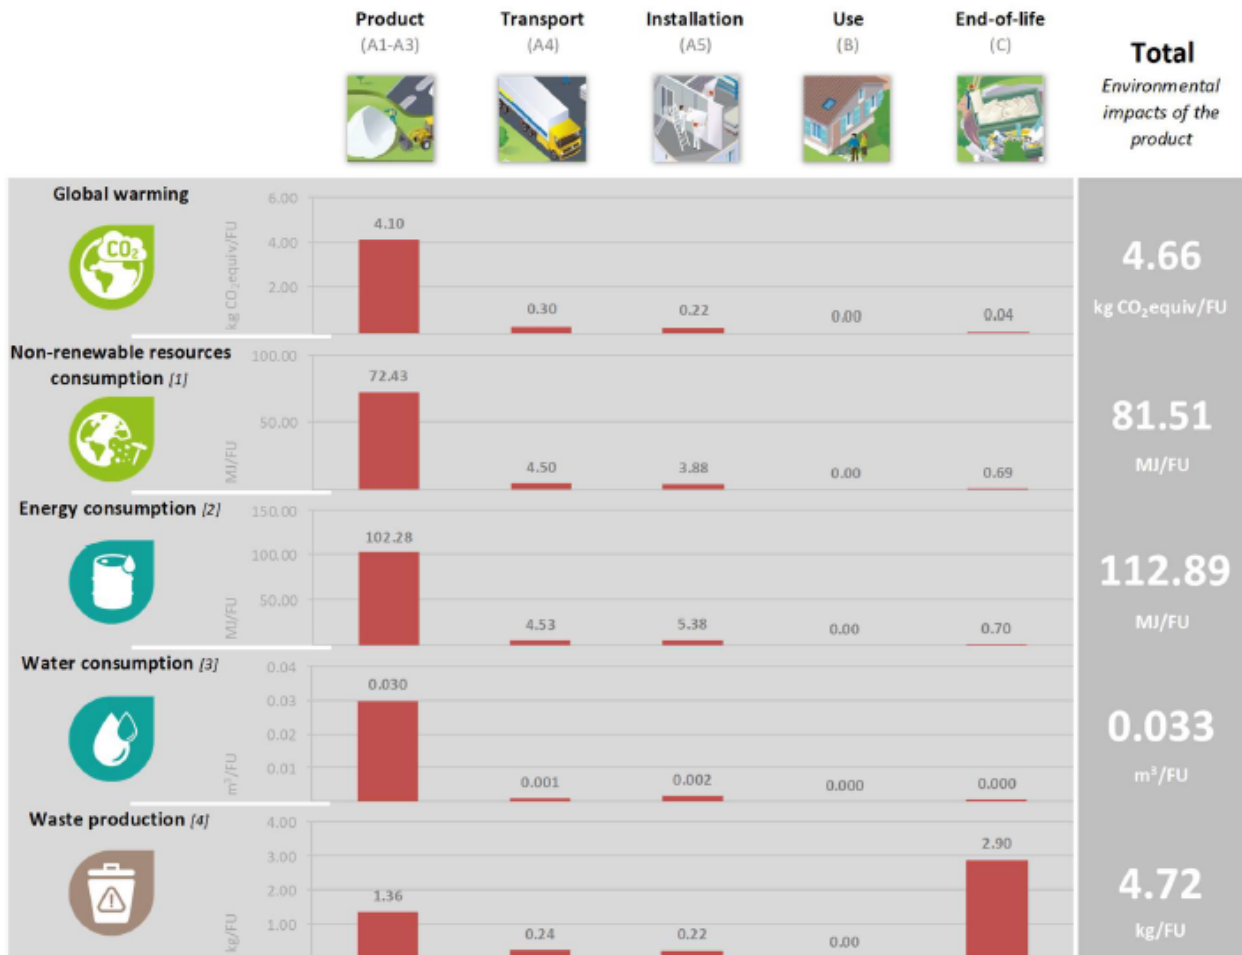 Product
Transport
Installation
Use
End-of-life
(A1-A3)
(A4)
(A5)
(B)
(C)
Total
Environmental
impacts of the
product
Global warming
CO2
kg CO2equiv/FU
6.00
4.00
2.00
4.10
0.30
0.22
0.00
0.04
4.66
kg CO2equiv/FU
Non-renewable resources
consumption [1]
MJ/FU
100.00
50.00
72.43
4.50
3.88
0.00
0.69
81.51
MJ/FU
Energy consumption [2]
MJ/FU
150.00
100.00
50.00
102.28
4.53
5.38
0.00
0.70
112.89
MJ/FU
Water consumption [3]
m³/FU
0.04
0.03
0.02
0.01
0.030
0.001
0.002
0.000
0.000
0.033
m³/FU
Waste production [4]
kg/FU
4.00
3.00
2.00
1.00
1.36
0.24
0.22
0.00
2.90
4.72
kg/FU